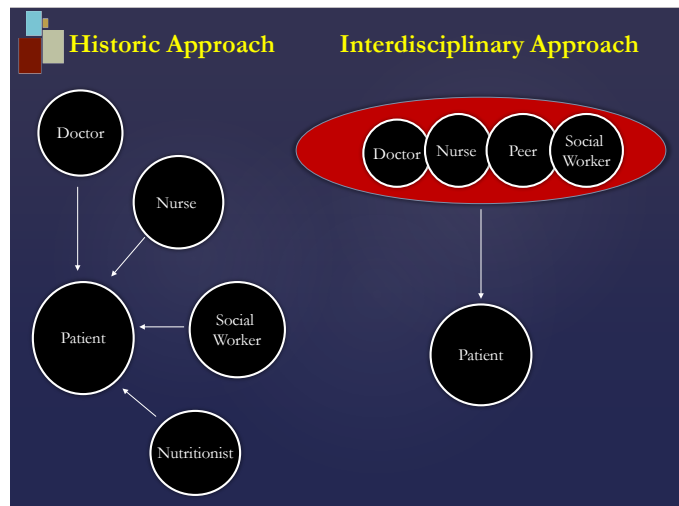 Historic Approach
Doctor
Nurse
Patient
Social
Worker
Nutritionist
Interdisciplinary Approach
Doctor
Nurse
Peer
Social
Worker
Patient